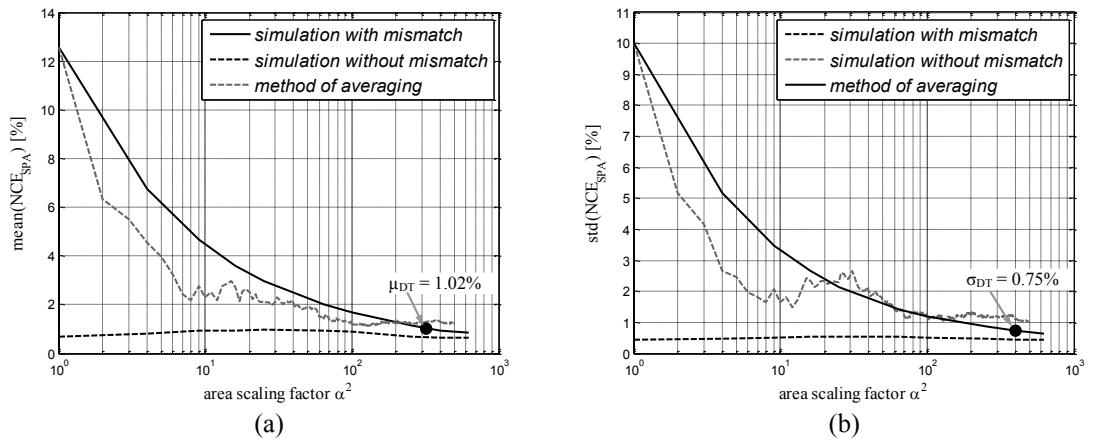 simulation with mismatch
simulation without mismatch
method of averaging
mean(NCE_SPA) [%]
14
12
10
8
6
4
2
0
μ_DT = 1.02%
10^0
10^1
10^2
10^3
area scaling factor α^2
(a)
simulation with mismatch
simulation without mismatch
method of averaging
std(NCE_SPA) [%]
11
10
9
8
7
6
5
4
3
2
1
0
σ_DT = 0.75%
10^0
10^1
10^2
10^3
area scaling factor α^2
(b)